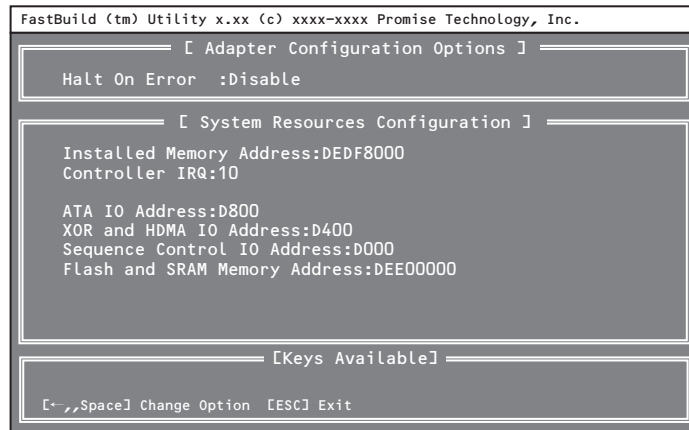 FastBuild (tm) Utility x.xx (c) xxxx-xxxx Promise Technology, Inc.
[ Adapter Configuration Options ]
Halt On Error :Disable
[ System Resources Configuration ]
Installed Memory Address:DEDF8000
Controller IRQ:10
ATA IO Address:D800
XOR and HDMA IO Address:D400
Sequence Control IO Address:D000
Flash and SRAM Memory Address:DEE00000
[Keys Available]
[←,,Space] Change Option [ESC] Exit